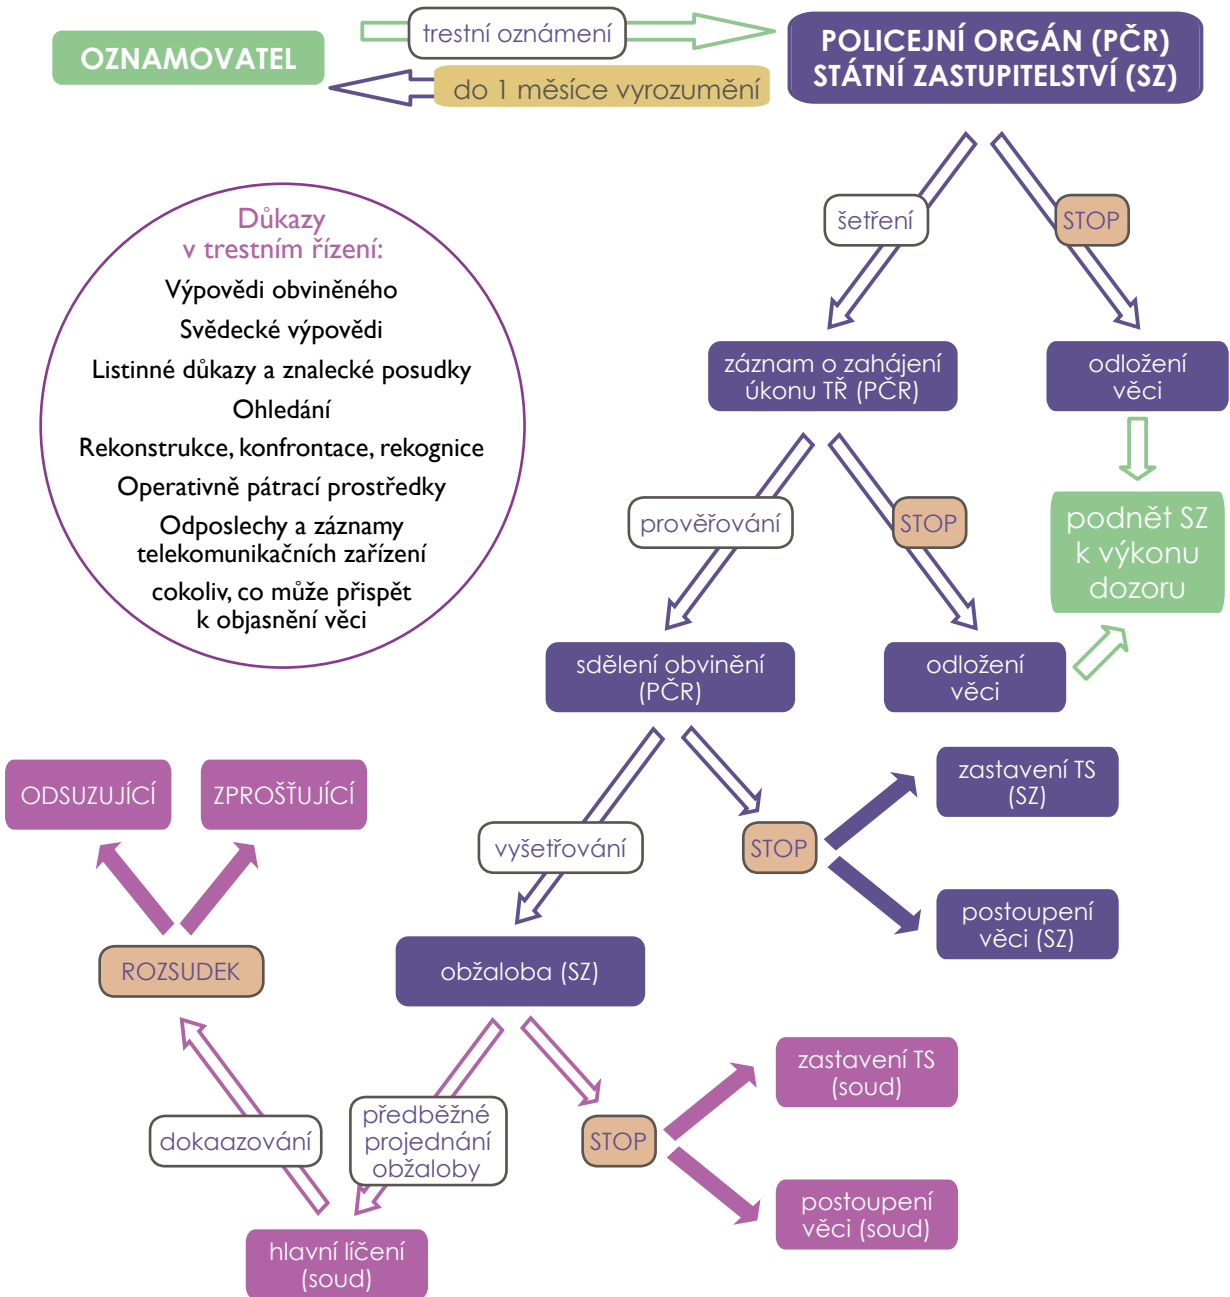 OZNAMOVATEL
trestní oznámení
do 1 měsíce vyrozumění
POLICEJNÍ ORGÁN (PČR)
STÁTNÍ ZASTUPITELSTVÍ (SZ)
šetření
STOP
Důkazy
v trestním řízení:
Výpovědi obviněného
Svědecké výpovědi
Listinné důkazy a znalecké posudky
Ohledání
Rekonstrukce, konfrontace, rekognice
Operativně pátrací prostředky
Odposlechy a záznamy
telekomunikačních zařízení
cokoliv, co může přispět
k objasnění věci
záznam o zahájení
úkonu TŘ (PČR)
odložení
věci
prověřování
STOP
podnět SZ
k výkonu
dozoru
sdělení obvinění
(PČR)
odložení
věci
ODSUZUJÍCÍ
ZPROŠŤUJÍCÍ
vyšetřování
STOP
zastavení TS
(SZ)
postoupení
věci (SZ)
ROZSUDEK
obžaloba (SZ)
dokaazování
předběžné
projednání
obžaloby
STOP
zastavení TS
(soud)
postoupení
věci (soud)
hlavní líčení
(soud)